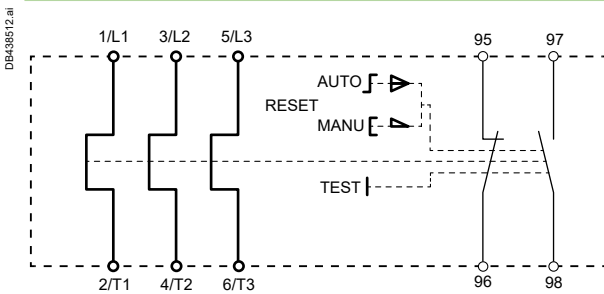 DB438512.ai
1/L1 3/L2 5/L3 95 97
AUTO
RESET
MANU
TEST
2/T1 4/T2 6/T3 96 98